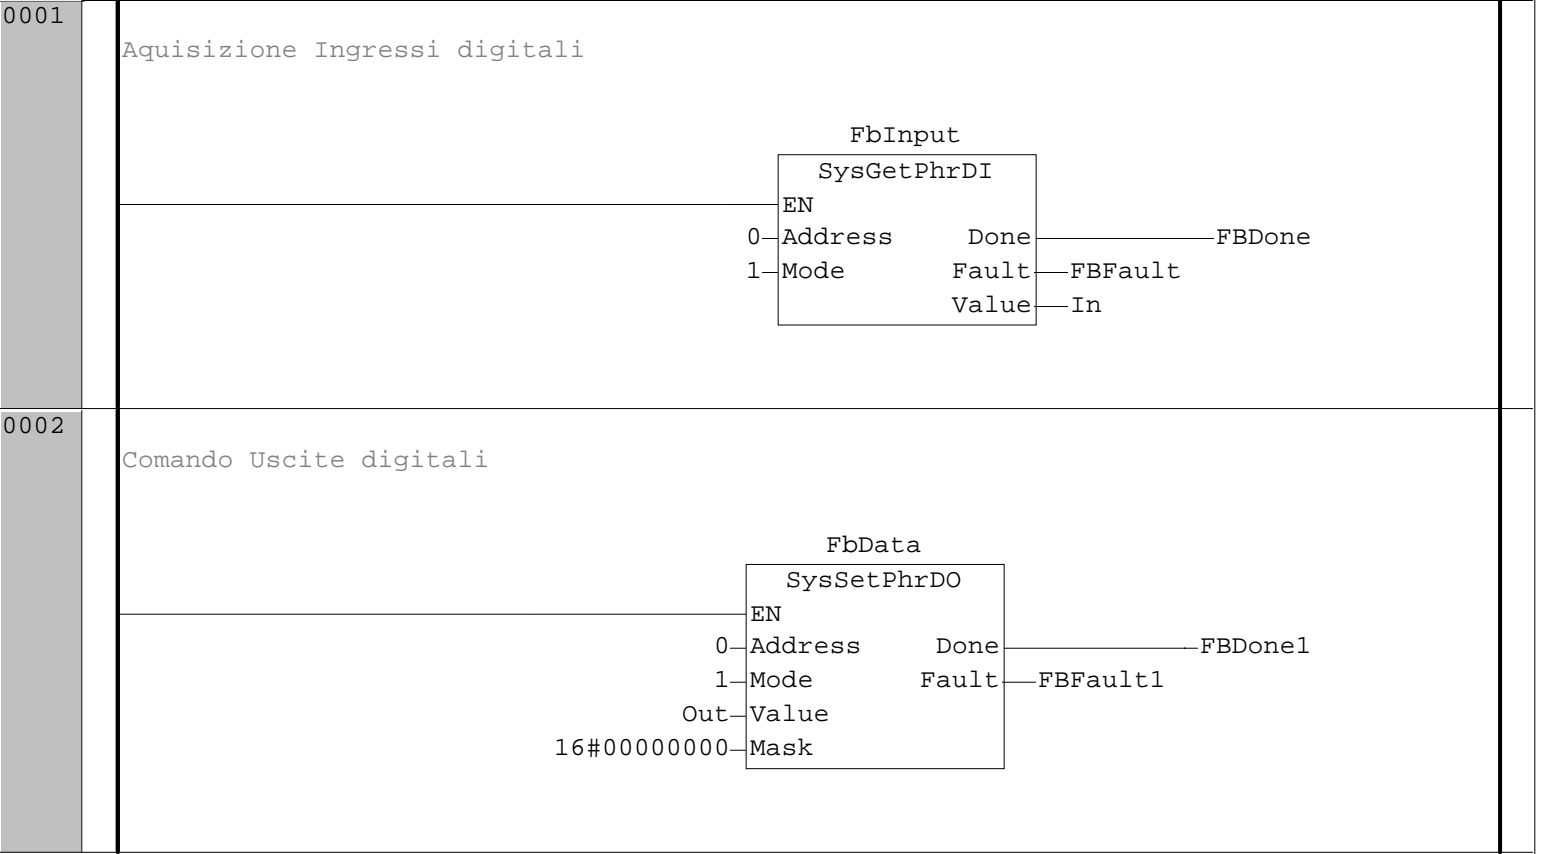 0001
Aquisizione Ingressi digitali
FbInput
SysGetPhrDI
EN
0 Address Done FBDone
1 Mode Fault FBFault
Value In
0002
Comando Uscite digitali
FbData
SysSetPhrDO
EN
0 Address Done FBDone1
1 Mode Fault FBFault1
Out Value
16#00000000 Mask